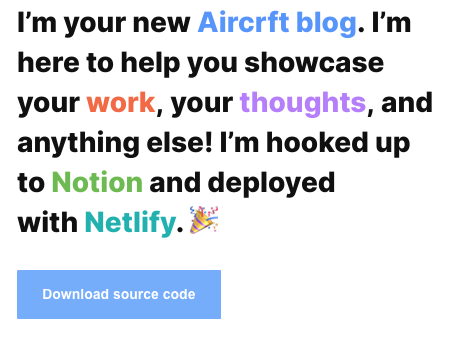 I’m your new Aircrft blog. I’m
here to help you showcase
your work, your thoughts, and
anything else! I’m hooked up
to Notion and deployed
with Netlify. 🎉
Download source code